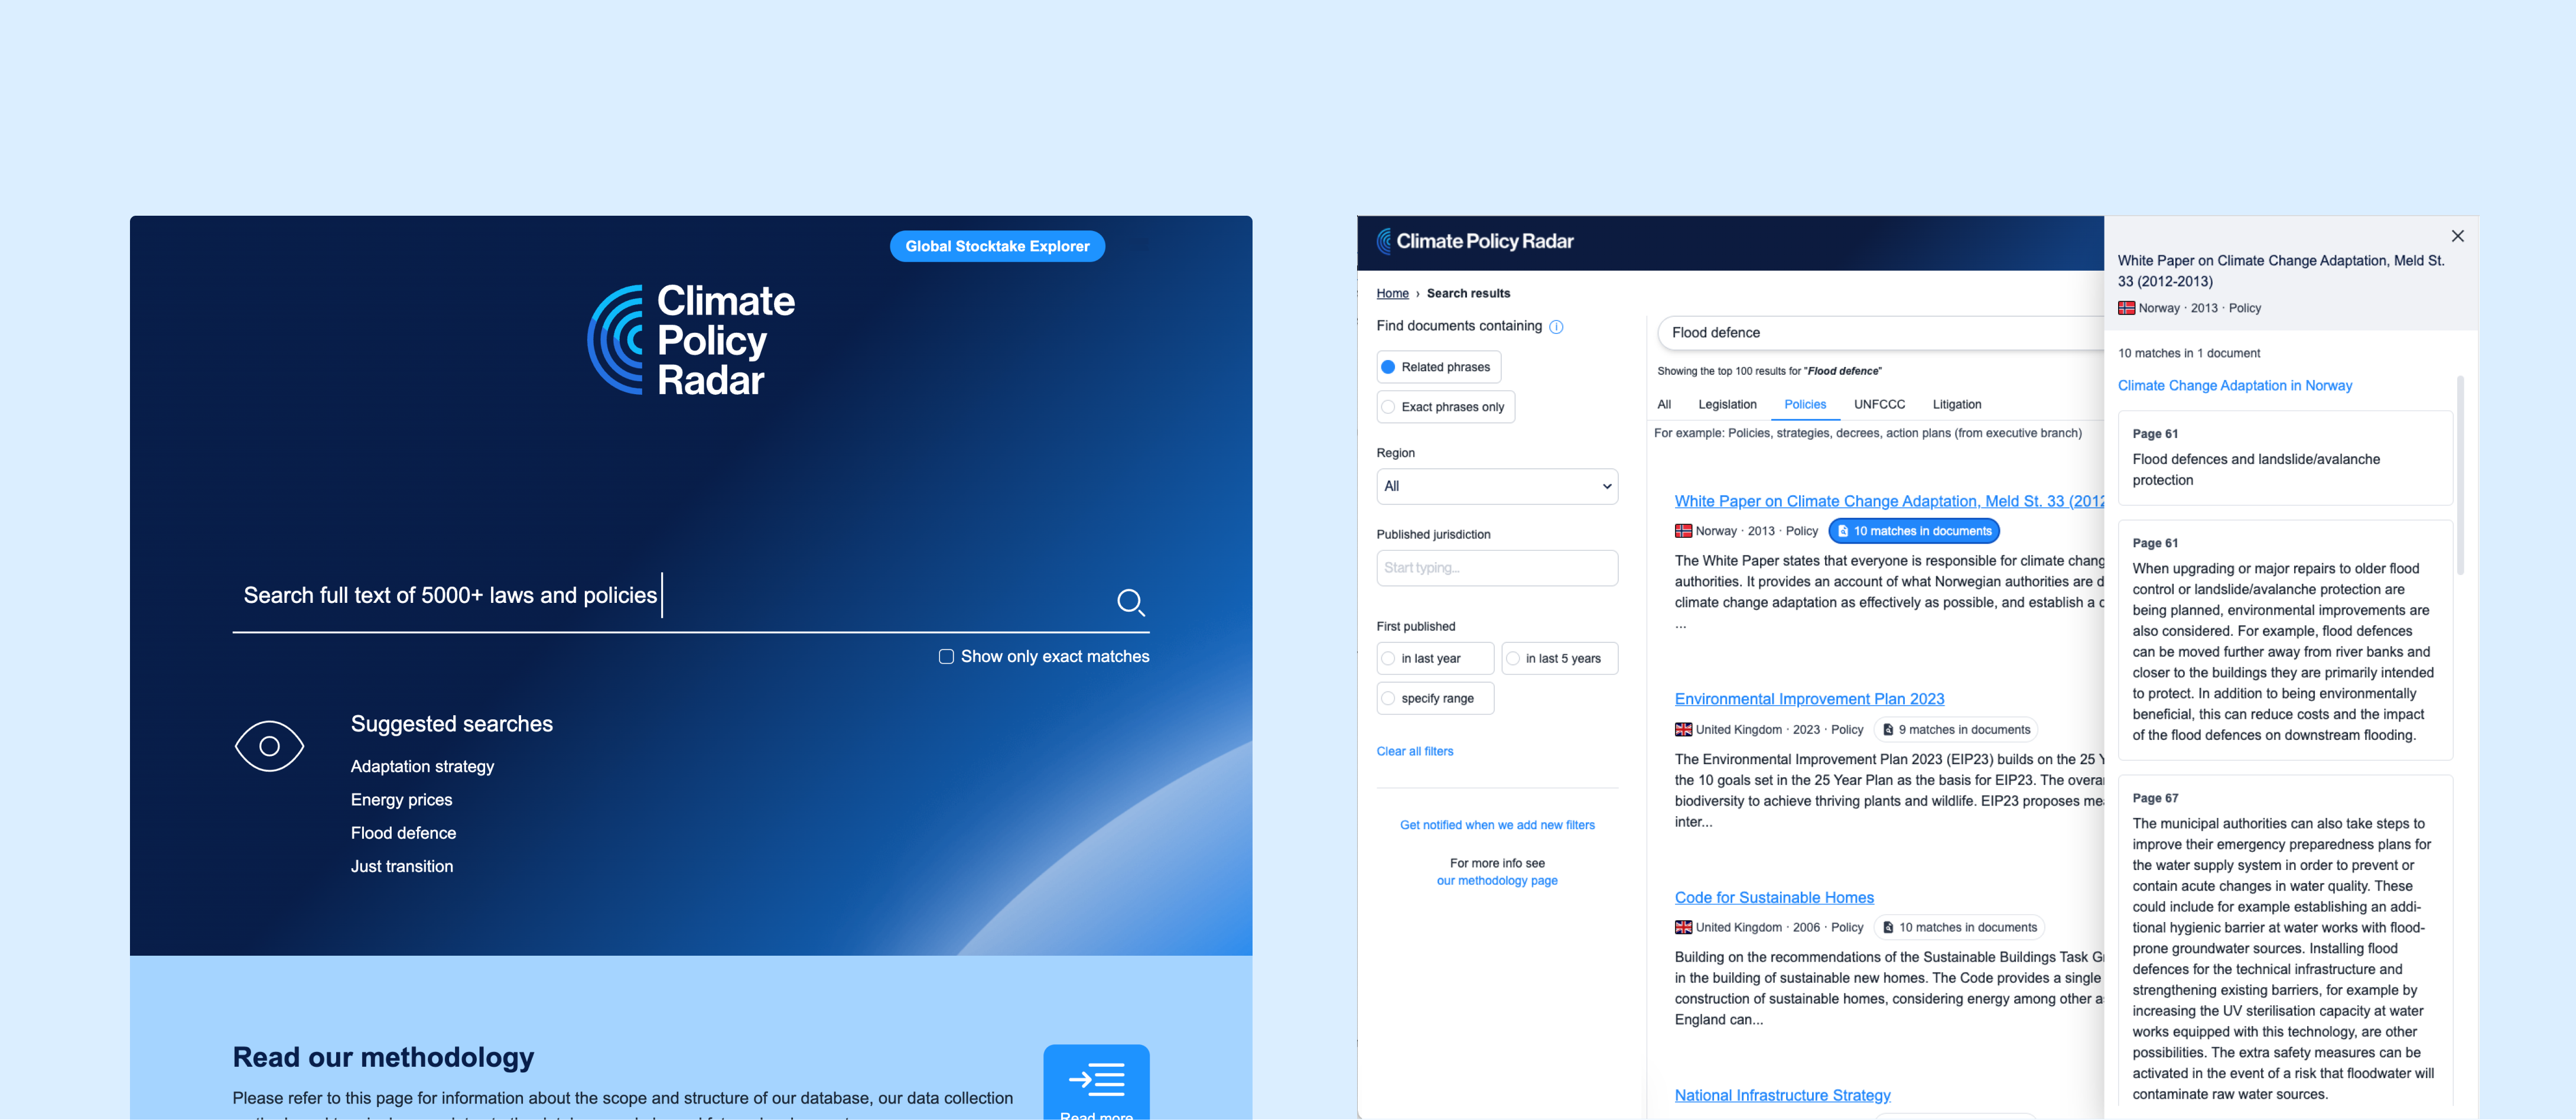 Global Stocktake Explorer
Climate
Policy
Radar
Search full text of 5000+ laws and policies
Show only exact matches
Suggested searches
Adaptation strategy
Energy prices
Flood defence
Just transition
Read our methodology
Please refer to this page for information about the scope and structure of our database, our data collection
Read more
Climate Policy Radar
Home › Search results
Find documents containing
Related phrases
Exact phrases only
Region
All
Published jurisdiction
Start typing...
First published
in last year
in last 5 years
specify range
Clear all filters
Get notified when we add new filters
For more info see
our methodology page
Flood defence
Showing the top 100 results for "Flood defence"
All Legislation Policies UNFCCC Litigation
For example: Policies, strategies, decrees, action plans (from executive branch)
White Paper on Climate Change Adaptation, Meld St. 33 (2012
Norway · 2013 · Policy 10 matches in documents
The White Paper states that everyone is responsible for climate chang
authorities. It provides an account of what Norwegian authorities are d
climate change adaptation as effectively as possible, and establish a c
...
Environmental Improvement Plan 2023
United Kingdom · 2023 · Policy 9 matches in documents
The Environmental Improvement Plan 2023 (EIP23) builds on the 25 Y
the 10 goals set in the 25 Year Plan as the basis for EIP23. The overa
biodiversity to achieve thriving plants and wildlife. EIP23 proposes me
inter...
Code for Sustainable Homes
United Kingdom · 2006 · Policy 10 matches in documents
Building on the recommendations of the Sustainable Buildings Task G
in the building of sustainable new homes. The Code provides a single
construction of sustainable homes, considering energy among other a
England can...
National Infrastructure Strategy
White Paper on Climate Change Adaptation, Meld St.
33 (2012-2013)
Norway · 2013 · Policy
10 matches in 1 document
Climate Change Adaptation in Norway
Page 61
Flood defences and landslide/avalanche
protection
Page 61
When upgrading or major repairs to older flood
control or landslide/avalanche protection are
being planned, environmental improvements are
also considered. For example, flood defences
can be moved further away from river banks and
closer to the buildings they are primarily intended
to protect. In addition to being environmentally
beneficial, this can reduce costs and the impact
of the flood defences on downstream flooding.
Page 67
The municipal authorities can also take steps to
improve their emergency preparedness plans for
the water supply system in order to prevent or
contain acute changes in water quality. These
could include for example establishing an addi-
tional hygienic barrier at water works with flood-
prone groundwater sources. Installing flood
defences for the technical infrastructure and
strengthening existing barriers, for example by
increasing the UV sterilisation capacity at water
works equipped with this technology, are other
possibilities. The extra safety measures can be
activated in the event of a risk that floodwater will
contaminate raw water sources.